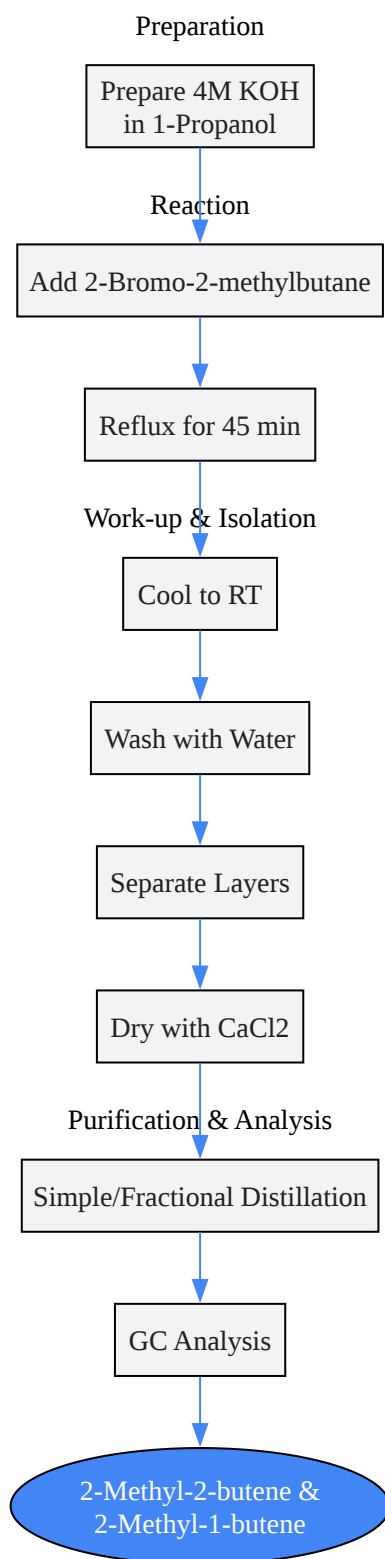 Preparation
Prepare 4M KOH
in 1-Propanol
Reaction
Add 2-Bromo-2-methylbutane
Reflux for 45 min
Work-up & Isolation
Cool to RT
Wash with Water
Separate Layers
Dry with CaCl2
Purification & Analysis
Simple/Fractional Distillation
GC Analysis
2-Methyl-2-butene &
2-Methyl-1-butene